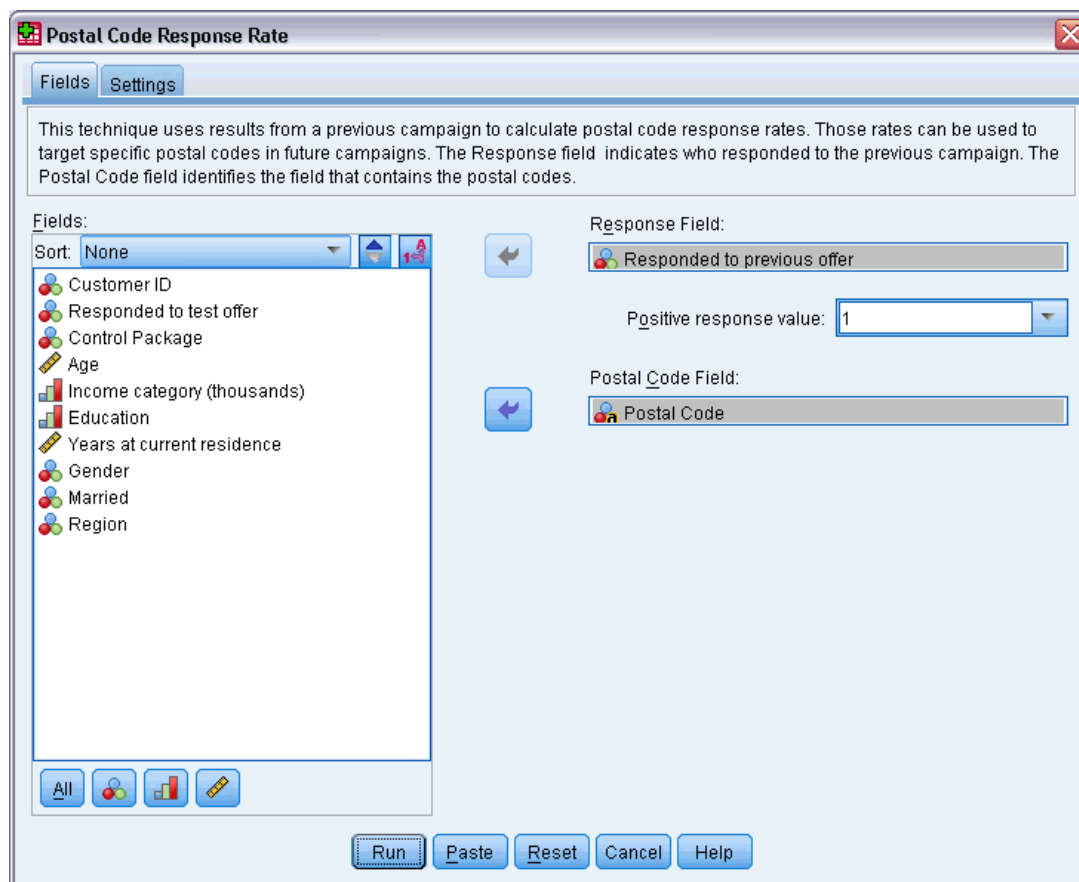 Postal Code Response Rate
Fields Settings
This technique uses results from a previous campaign to calculate postal code response rates. Those rates can be used to
target specific postal codes in future campaigns. The Response field indicates who responded to the previous campaign. The
Postal Code field identifies the field that contains the postal codes.
Fields:
Sort: None
Customer ID
Responded to test offer
Control Package
Age
Income category (thousands)
Education
Years at current residence
Gender
Married
Region
All
Response Field:
Responded to previous offer
Positive response value: 1
Postal Code Field:
a Postal Code
Run Paste Reset Cancel Help